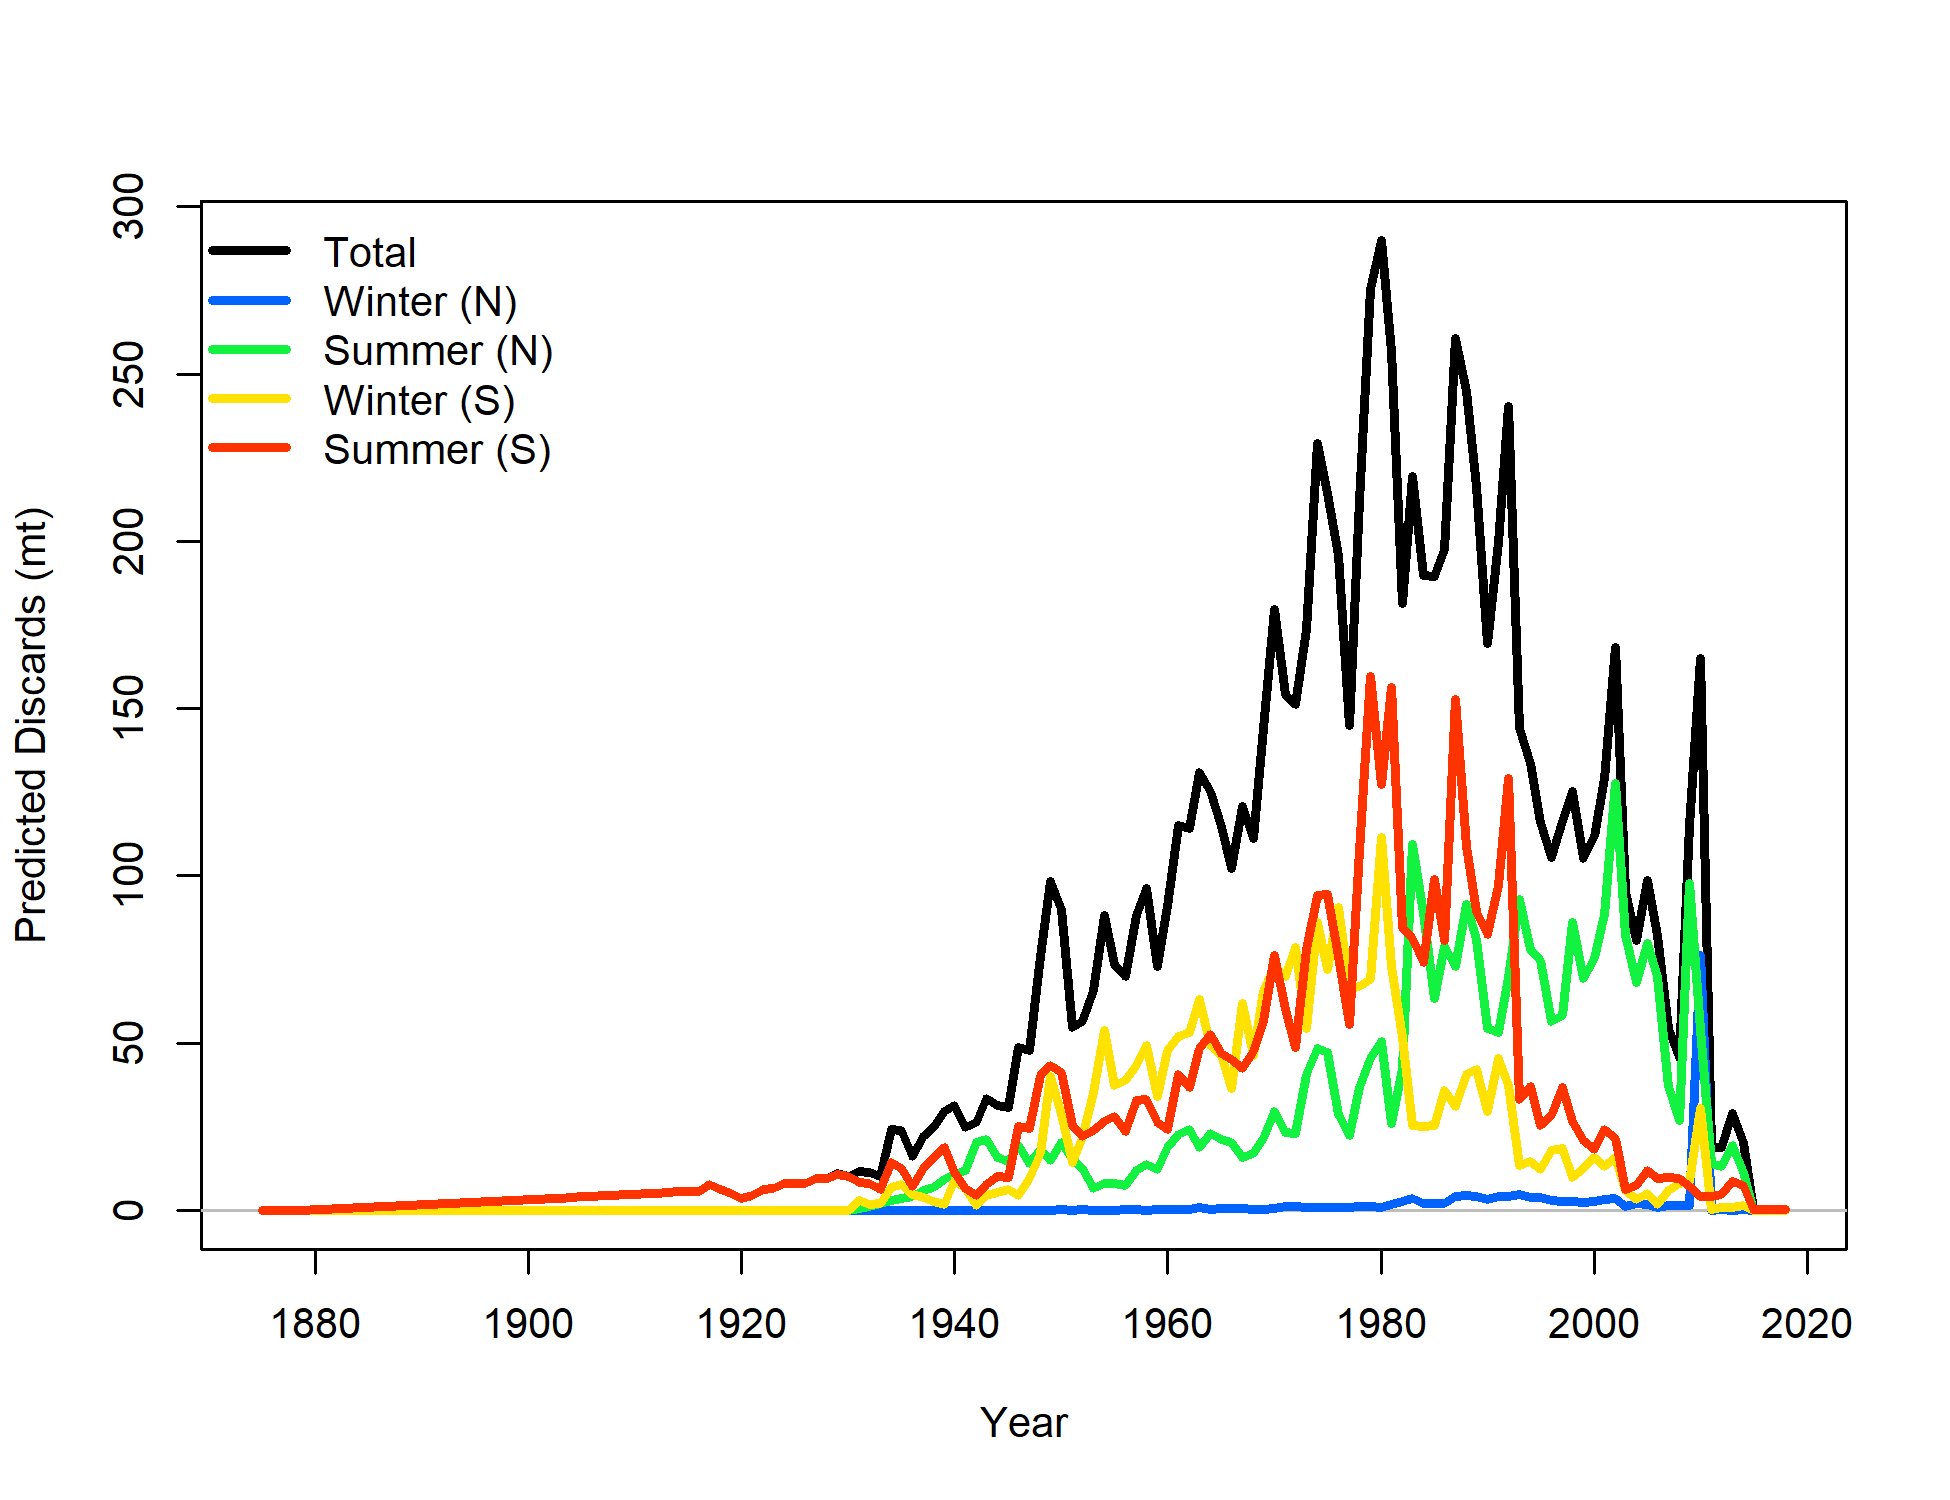 Total
Winter (N)
Summer (N)
Winter (S)
Summer (S)
Predicted Discards (mt)
300
250
200
150
100
50
0
1880 1900 1920 1940 1960 1980 2000 2020
Year